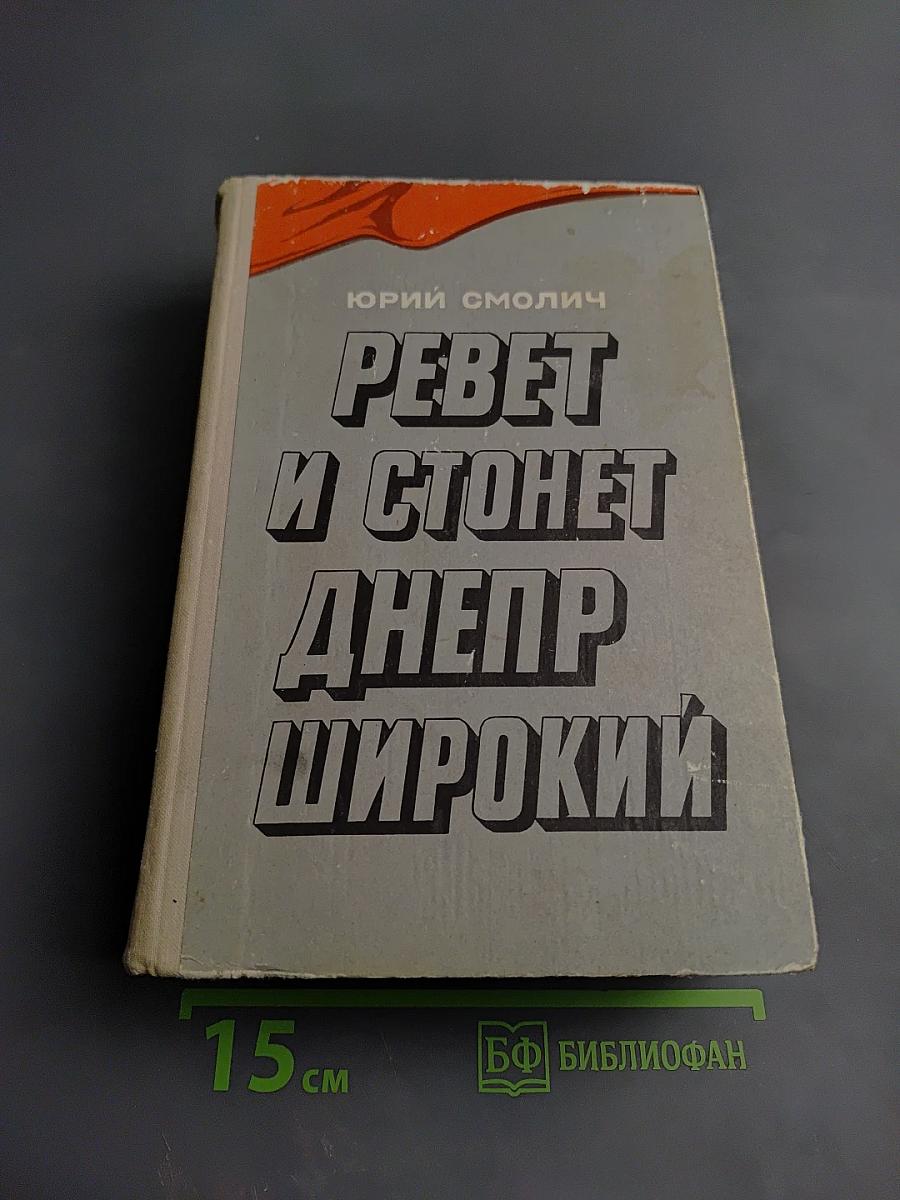 ЮРИЙ СМОЛИЧ
РЕВЕТ
И СТОНЕТ
ДНЕПР
ШИРОКИЙ
15 см
БФ БИБЛИОФАН